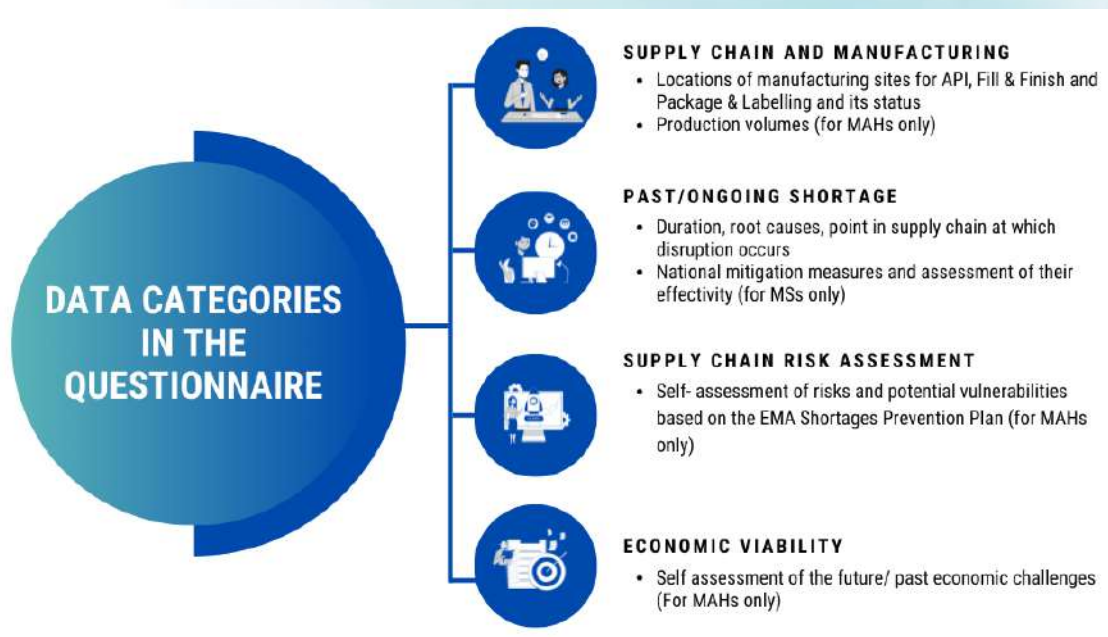 DATA CATEGORIES
IN THE
QUESTIONNAIRE
SUPPLY CHAIN AND MANUFACTURING
• Locations of manufacturing sites for API, Fill & Finish and
Package & Labelling and its status
• Production volumes (for MAHs only)
PAST/ONGOING SHORTAGE
• Duration, root causes, point in supply chain at which
disruption occurs
• National mitigation measures and assessment of their
effectivity (for MSs only)
SUPPLY CHAIN RISK ASSESSMENT
• Self- assessment of risks and potential vulnerabilities
based on the EMA Shortages Prevention Plan (for MAHs
only)
ECONOMIC VIABILITY
• Self assessment of the future/ past economic challenges
(For MAHs only)